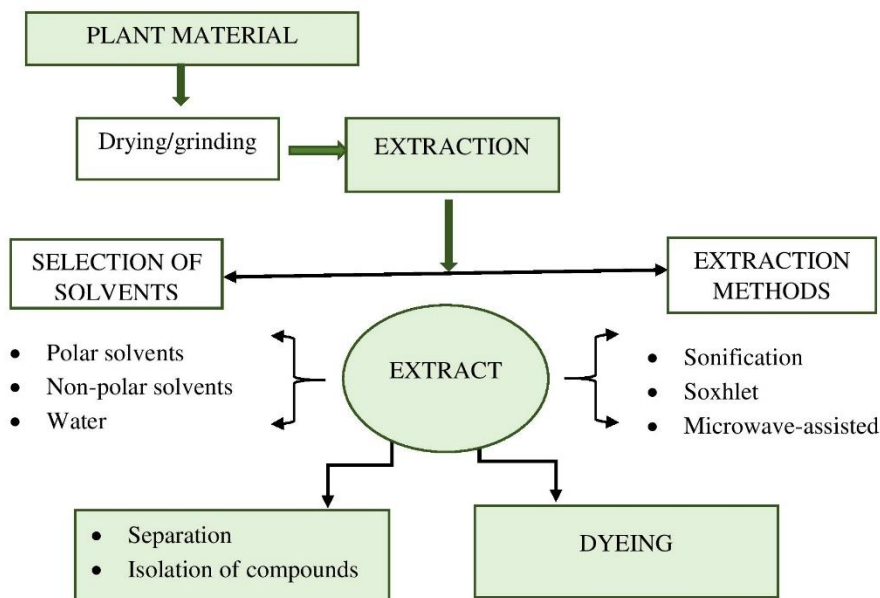 PLANT MATERIAL
Drying/grinding
EXTRACTION
SELECTION OF
SOLVENTS
EXTRACTION
METHODS
• Polar solvents
• Non-polar solvents
• Water
EXTRACT
• Sonification
• Soxhlet
• Microwave-assisted
• Separation
• Isolation of compounds
DYEING